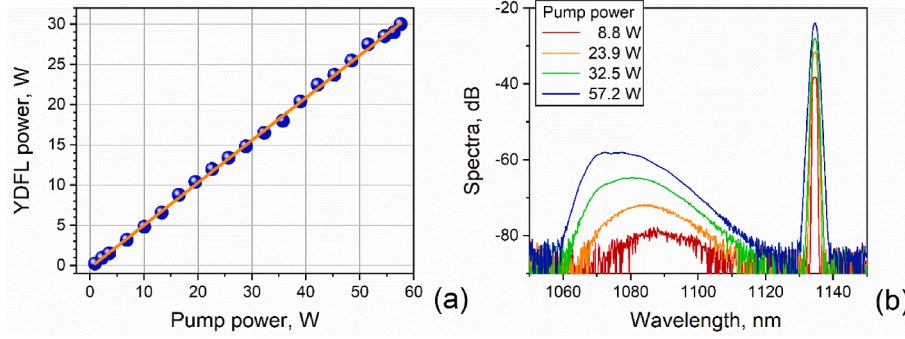 YDFL power, W
30
25
20
15
10
5
0
0 10 20 30 40 50 60
Pump power, W
(a)
Spectra, dB
-20
-40
-60
-80
Pump power
8.8 W
23.9 W
32.5 W
57.2 W
1060 1080 1100 1120 1140
Wavelength, nm
(b)